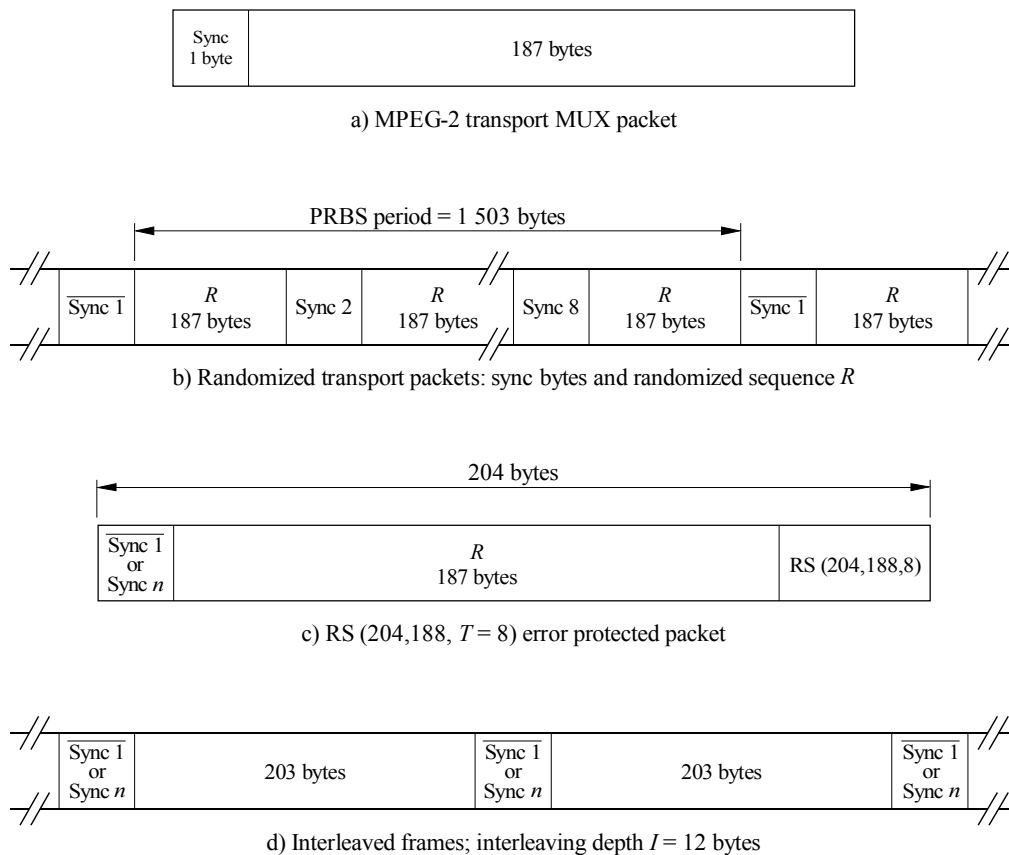 Sync
1 byte
187 bytes
a) MPEG-2 transport MUX packet
PRBS period = 1 503 bytes
Sync 1
R
187 bytes
Sync 2
R
187 bytes
Sync 8
R
187 bytes
Sync 1
R
187 bytes
b) Randomized transport packets: sync bytes and randomized sequence R
204 bytes
Sync 1
or
Sync n
R
187 bytes
RS (204,188,8)
c) RS (204,188, T = 8) error protected packet
Sync 1
or
Sync n
203 bytes
Sync 1
or
Sync n
203 bytes
Sync 1
or
Sync n
d) Interleaved frames; interleaving depth I = 12 bytes